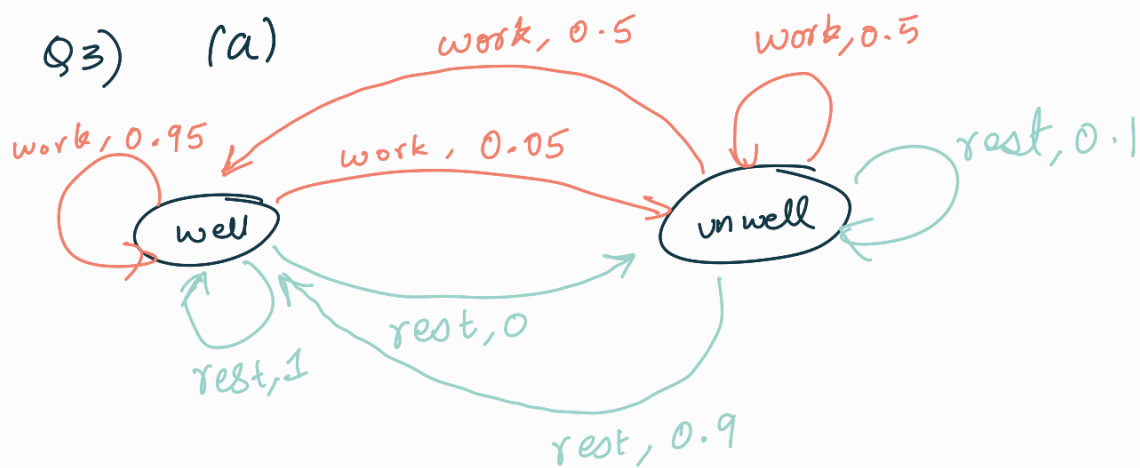 Q3) (a)
work, 0.5
work, 0.5
work, 0.95
work, 0.05
rest, 0.1
well
unwell
rest, 0
rest, 1
rest, 0.9